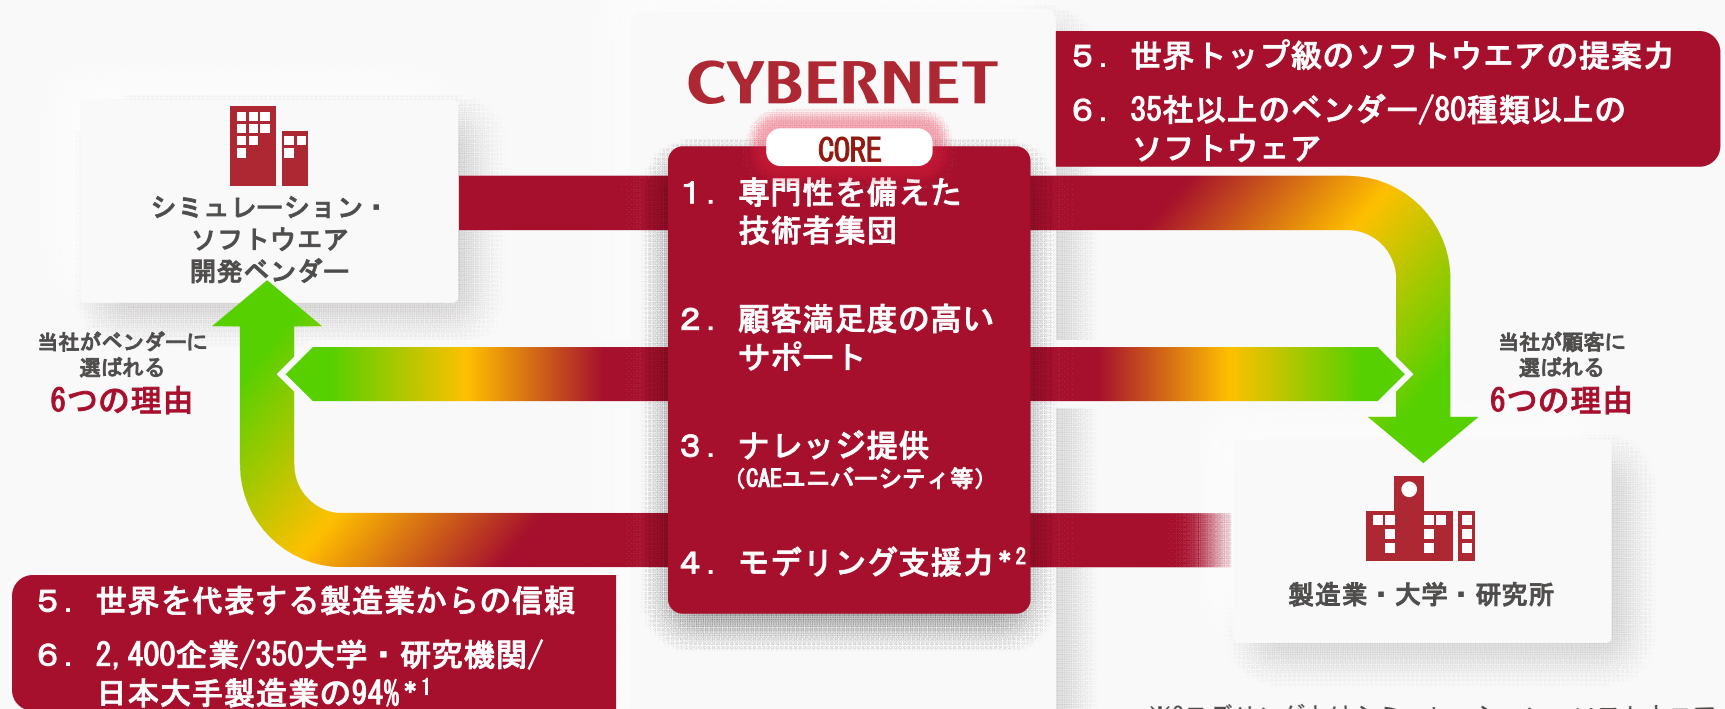 CYBERNET
CORE
1. 専門性を備えた
技術者集団
2. 顧客満足度の高い
サポート
3. ナレッジ提供
(CAEユニバーシティ等)
4. モデリング支援力*2
5. 世界トップ級のソフトウエアの提案力
6. 35社以上のベンダー/80種類以上の
ソフトウェア
シミュレーション・
ソフトウエア
開発ベンダー
当社がベンダーに
選ばれる
6つの理由
当社が顧客に
選ばれる
6つの理由
製造業・大学・研究所
5. 世界を代表する製造業からの信頼
6. 2,400企業/350大学・研究機関/
日本大手製造業の94%*1